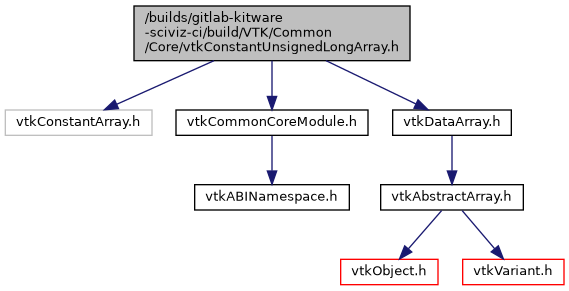 /builds/gitlab-kitware
-sciviz-ci/build/VTK/Common
/Core/vtkConstantUnsignedLongArray.h
vtkConstantArray.h
vtkCommonCoreModule.h
vtkDataArray.h
vtkABINamespace.h
vtkAbstractArray.h
vtkObject.h
vtkVariant.h